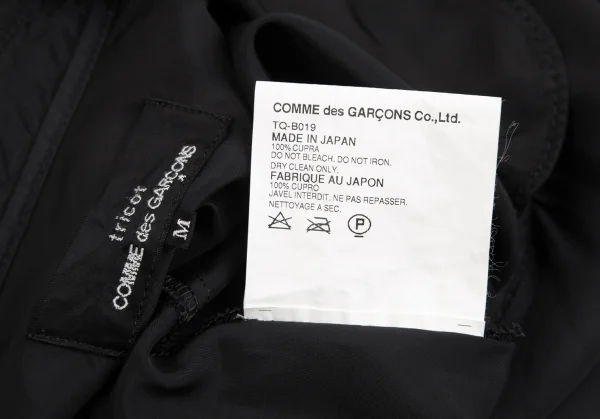 tricot
COMME des GARÇONS
M
COMME des GARÇONS Co.,Ltd.
TQ-B019
MADE IN JAPAN
100% CUPRA
DO NOT BLEACH. DO NOT IRON.
DRY CLEAN ONLY.
FABRIQUE AU JAPON
100% CUPRO
JAVEL INTERDIT. NE PAS REPASSER.
NETTOYAGE A SEC.
P